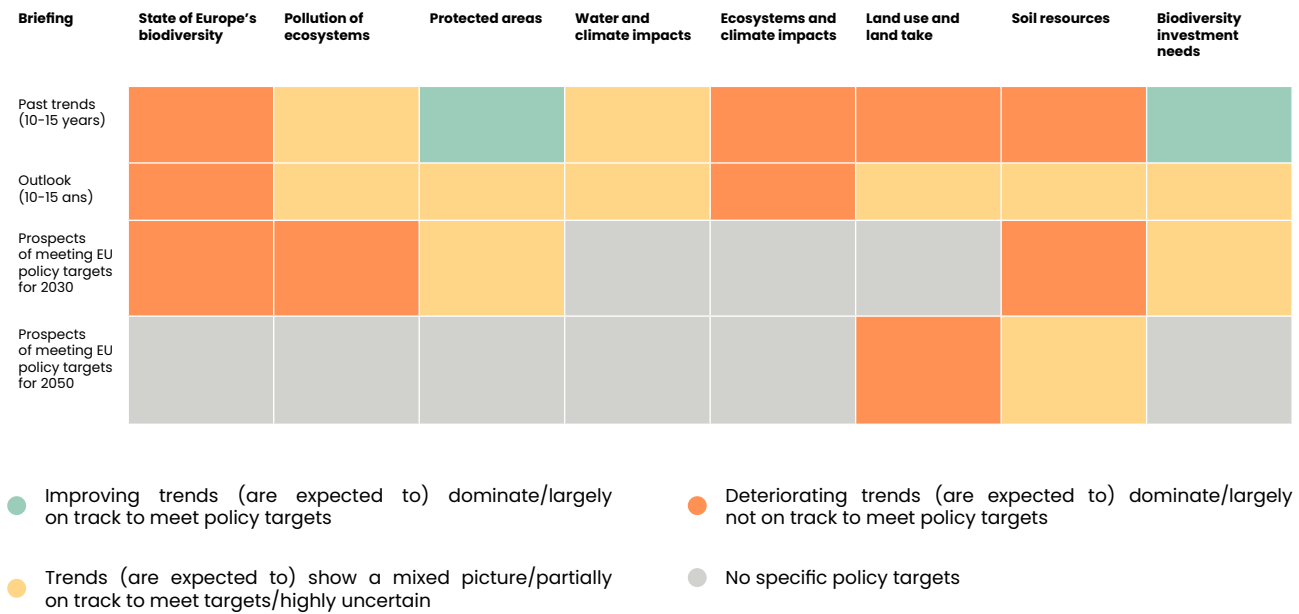 Briefing
State of Europe’s
biodiversity
Pollution of
ecosystems
Protected areas
Water and
climate impacts
Ecosystems and
climate impacts
Land use and
land take
Soil resources
Biodiversity
investment
needs
Past trends
(10-15 years)
Outlook
(10-15 ans)
Prospects
of meeting EU
policy targets
for 2030
Prospects
of meeting EU
policy targets
for 2050
Improving trends (are expected to) dominate/largely
on track to meet policy targets
Deteriorating trends (are expected to) dominate/largely
not on track to meet policy targets
Trends (are expected to) show a mixed picture/partially
on track to meet targets/highly uncertain
No specific policy targets